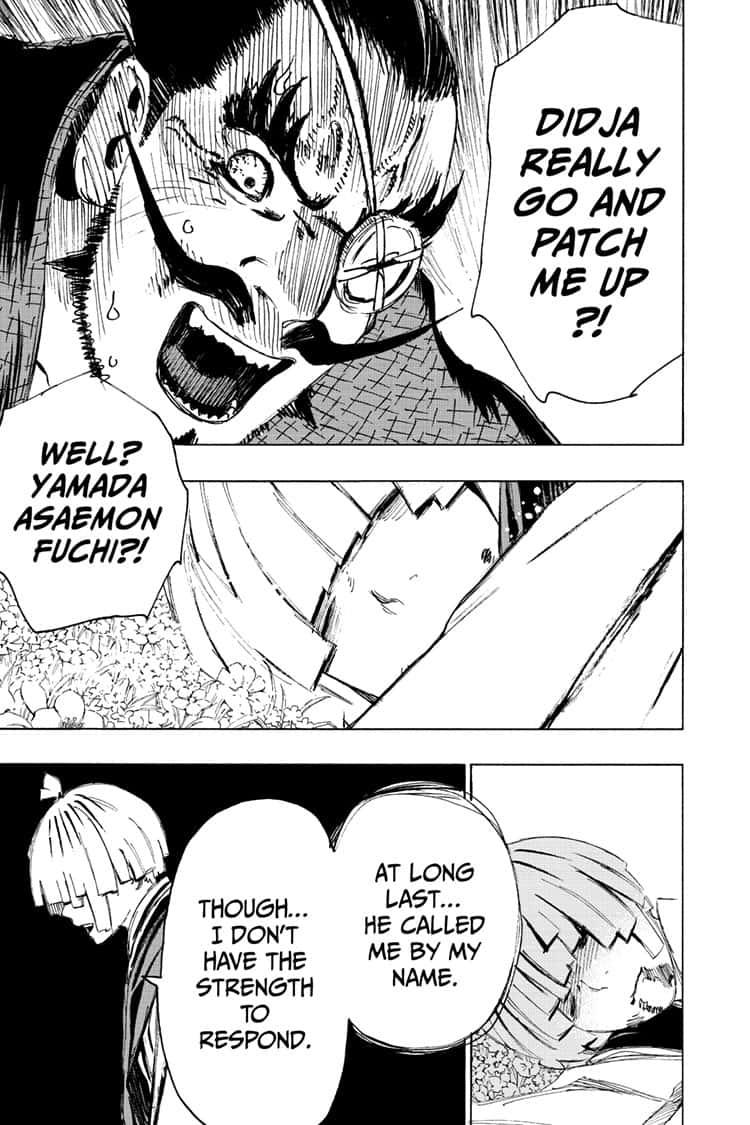 DIDJA
REALLY
GO AND
PATCH
ME UP
?!
WELL?
YAMADA
ASAEMON
FUCHI?!
AT LONG
LAST...
HE CALLED
ME BY MY
NAME.
THOUGH...
I DON'T
HAVE THE
STRENGTH
TO
RESPOND.